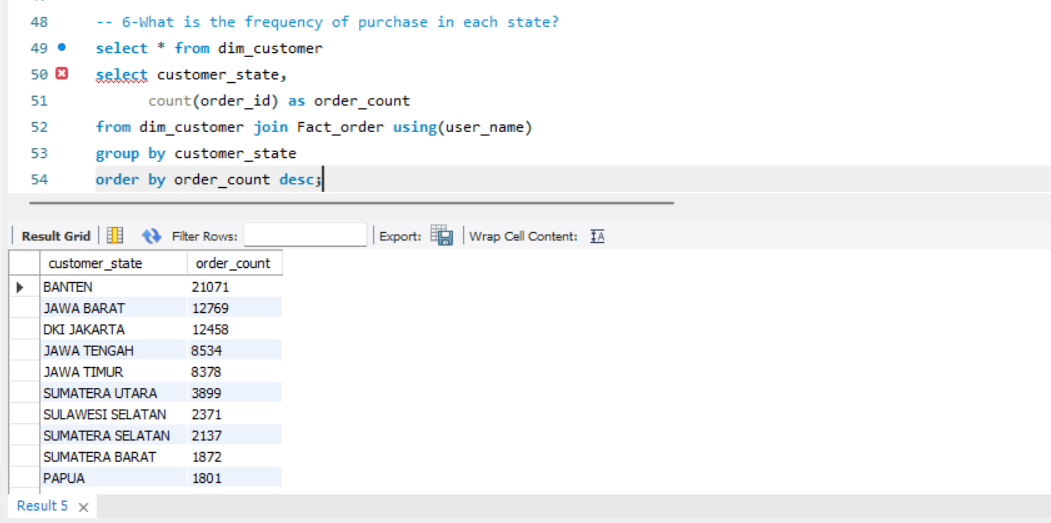 48 -- 6-What is the frequency of purchase in each state?
49 select * from dim_customer
50 select customer_state,
51 count(order_id) as order_count
52 from dim_customer join Fact_order using(user_name)
53 group by customer_state
54 order by order_count desc;
Result Grid Filter Rows: Export: Wrap Cell Content: IA
customer_state order_count
BANTEN 21071
JAWA BARAT 12769
DKI JAKARTA 12458
JAWA TENGAH 8534
JAWA TIMUR 8378
SUMATERA UTARA 3899
SULAWESI SELATAN 2371
SUMATERA SELATAN 2137
SUMATERA BARAT 1872
PAPUA 1801
Result 5 ×